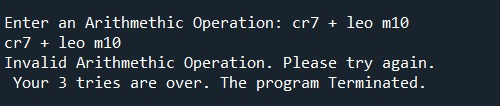 Enter an Arithmethic Operation: cr7 + leo m10
cr7 + leo m10
Invalid Arithmethic Operation. Please try again.
Your 3 tries are over. The program Terminated.